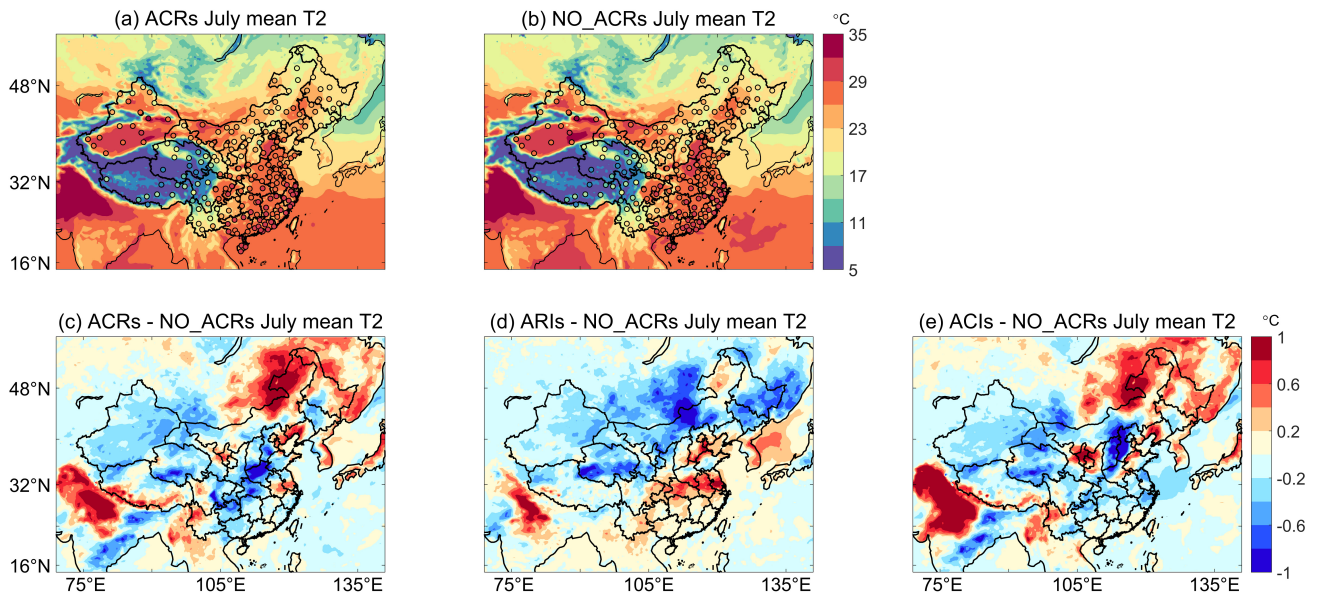 (a) ACRs July mean T2
(b) NO_ACRs July mean T2
°C
35
29
23
17
11
5
48°N
32°N
16°N
(c) ACRs - NO_ACRs July mean T2
(d) ARIs - NO_ACRs July mean T2
(e) ACIs - NO_ACRs July mean T2
°C
1
0.6
0.2
-0.2
-0.6
-1
48°N
32°N
16°N
75°E 105°E 135°E
75°E 105°E 135°E
75°E 105°E 135°E